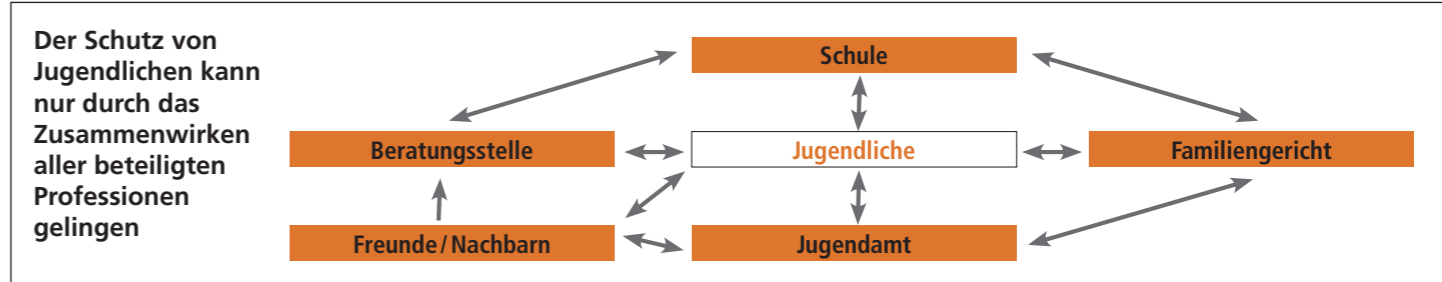 Der Schutz von
Jugendlichen kann
nur durch das
Zusammenwirken
aller beteiligten
Professionen
gelingen
Schule
Beratungsstelle
Jugendliche
Familiengericht
Freunde/Nachbarn
Jugendamt